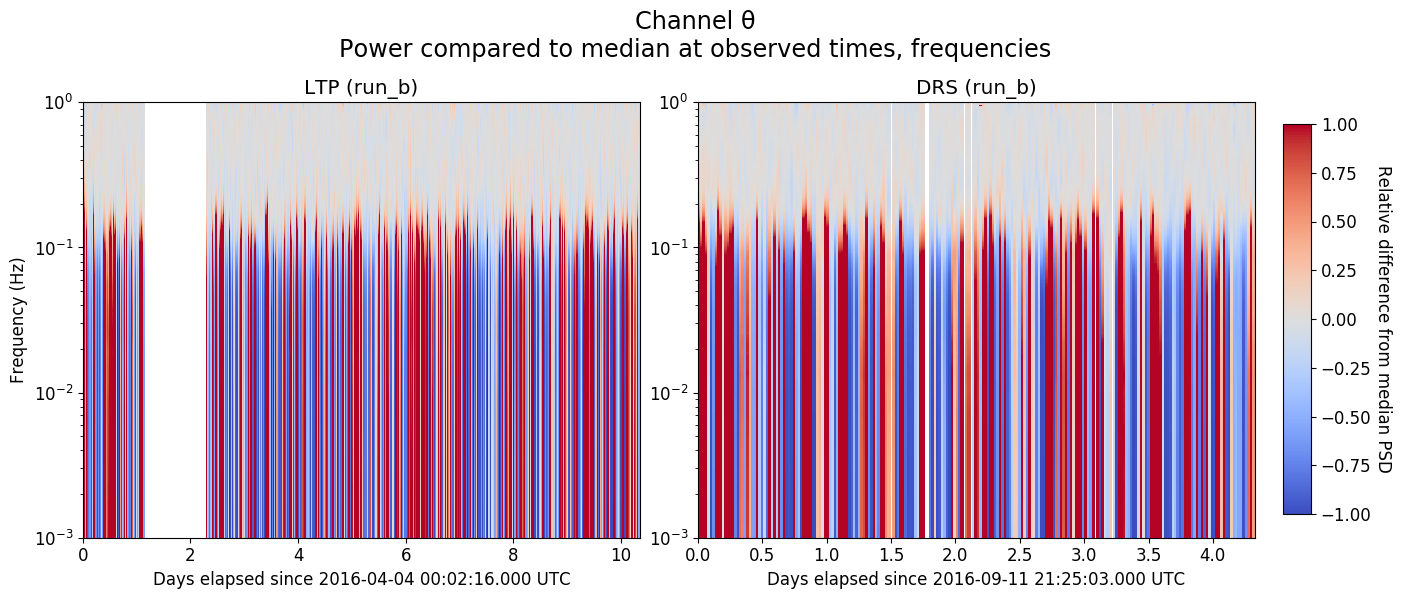 Channel θ
Power compared to median at observed times, frequencies
LTP (run_b)
DRS (run_b)
10⁰
10⁻¹
10⁻²
10⁻³
Frequency (Hz)
0 2 4 6 8 10
Days elapsed since 2016-04-04 00:02:16.000 UTC
10⁰
10⁻¹
10⁻²
10⁻³
0.0 0.5 1.0 1.5 2.0 2.5 3.0 3.5 4.0
Days elapsed since 2016-09-11 21:25:03.000 UTC
1.00
0.75
0.50
0.25
0.00
−0.25
−0.50
−0.75
−1.00
Relative difference from median PSD